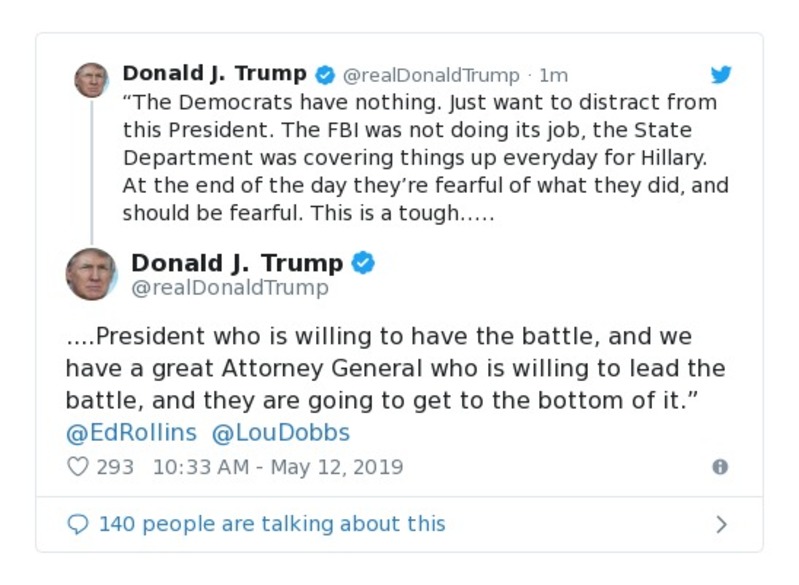 Donald J. Trump @realDonaldTrump · 1m
“The Democrats have nothing. Just want to distract from
this President. The FBI was not doing its job, the State
Department was covering things up everyday for Hillary.
At the end of the day they’re fearful of what they did, and
should be fearful. This is a tough…..
Donald J. Trump
@realDonaldTrump
....President who is willing to have the battle, and we
have a great Attorney General who is willing to lead the
battle, and they are going to get to the bottom of it.”
@EdRollins @LouDobbs
293 10:33 AM - May 12, 2019
140 people are talking about this